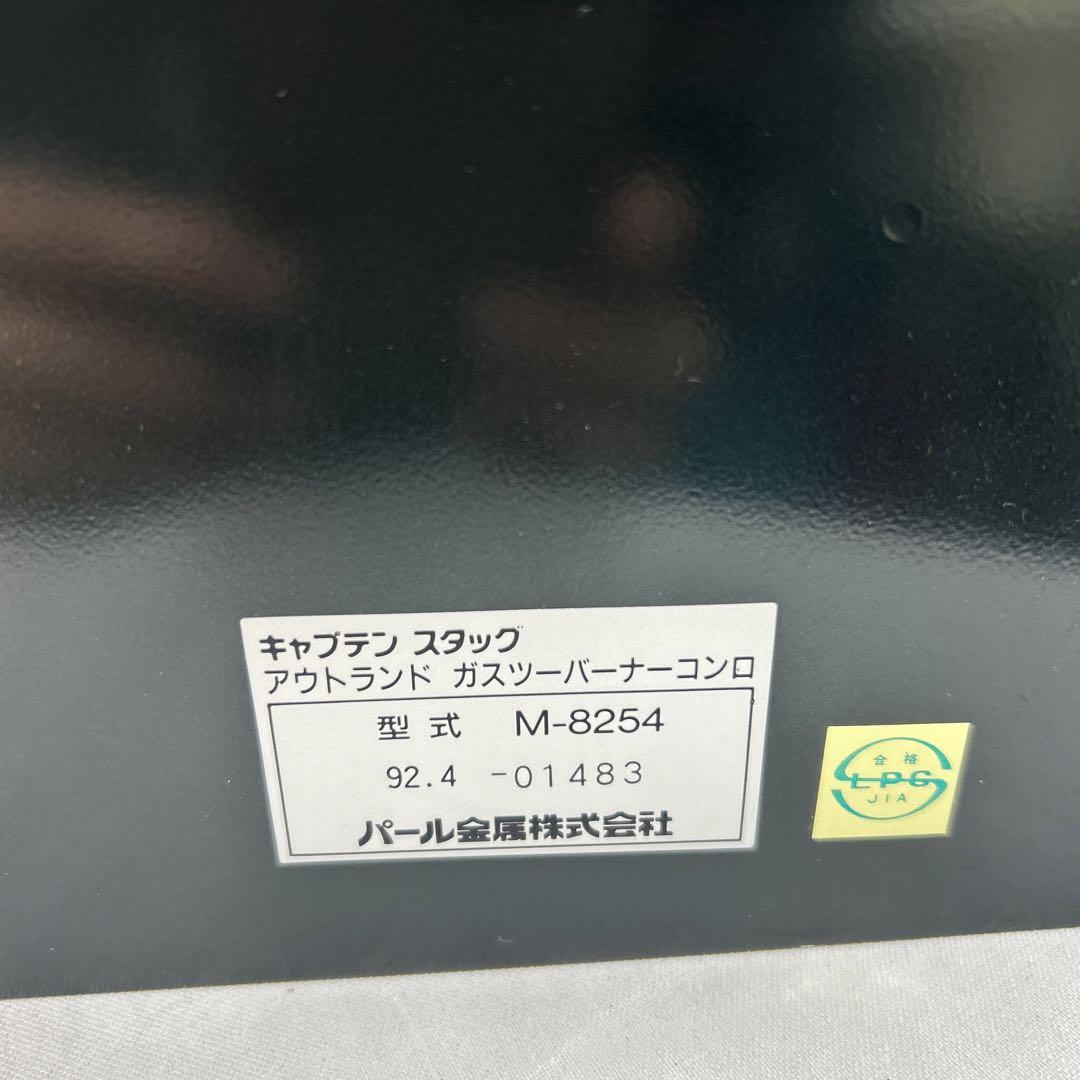 キャプテン スタッグ
アウトランド ガスツーバーナーコンロ
型式 M-8254
92.4 -01483
パール金属株式会社
合格
LPG
JIA